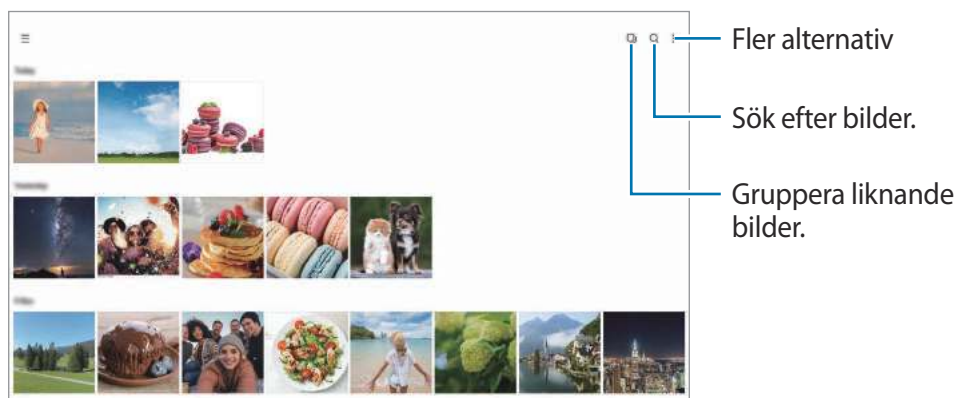 Fler alternativ
Sök efter bilder.
Gruppera liknande
bilder.